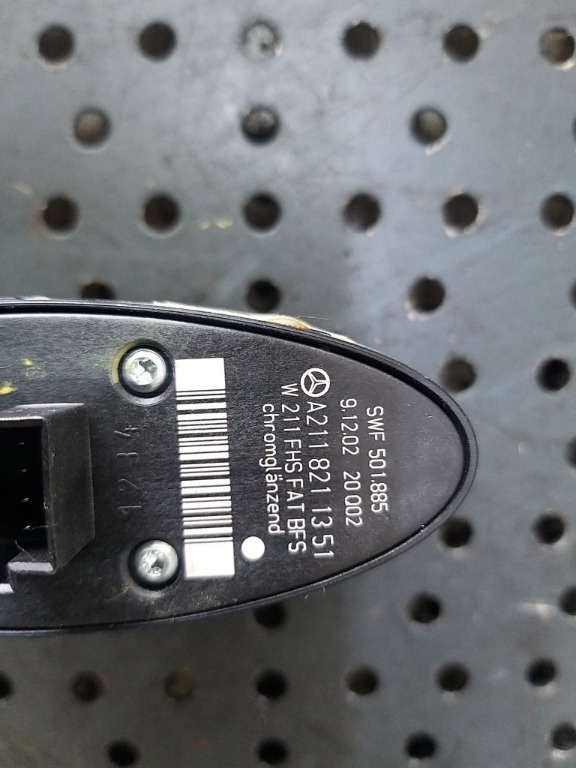 SWF 501.885
9.12.02 20 002
A211 821 13 51
W 211 FHS FAT BFS
chromglänzend
1 2 3 4